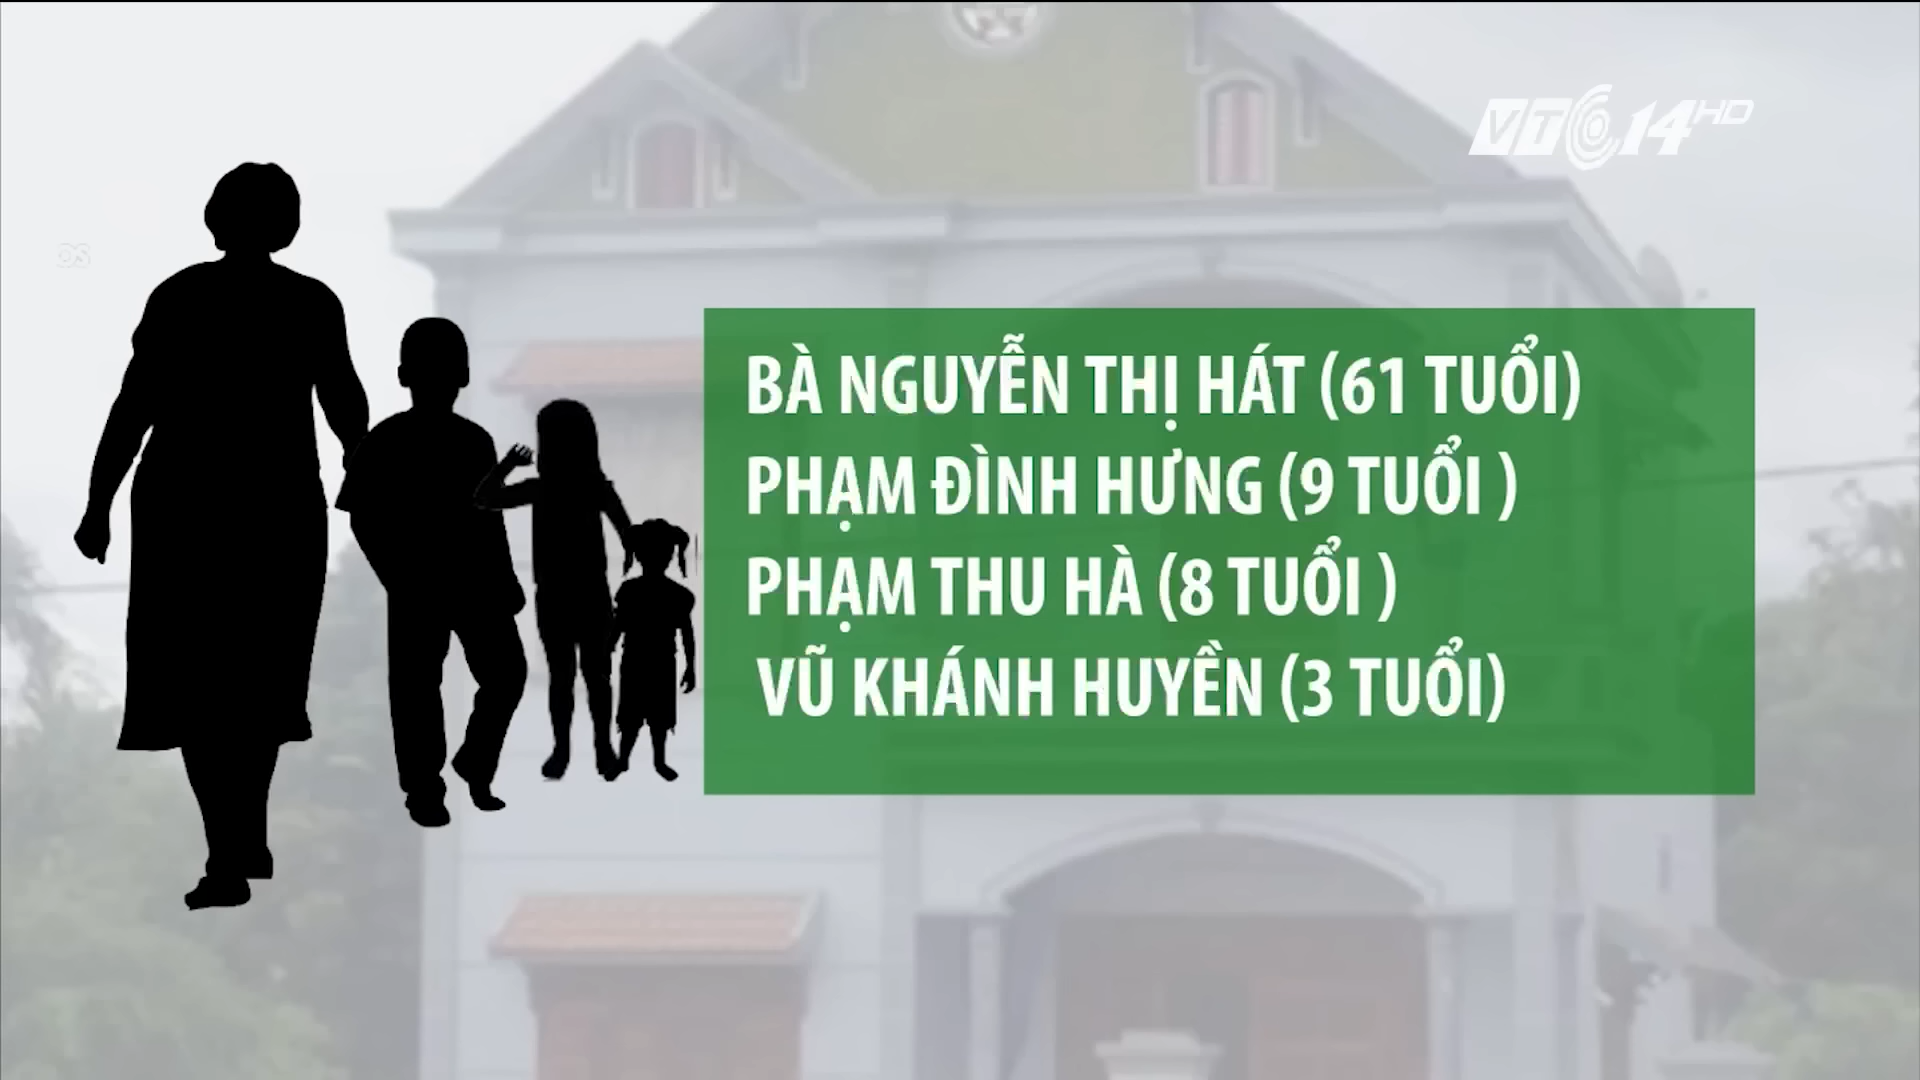 VTC14 HD
OS
BÀ NGUYỄN THỊ HÁT (61 TUỔI)
PHẠM ĐÌNH HƯNG (9 TUỔI )
PHẠM THU HÀ (8 TUỔI )
VŨ KHÁNH HUYỀN (3 TUỔI)